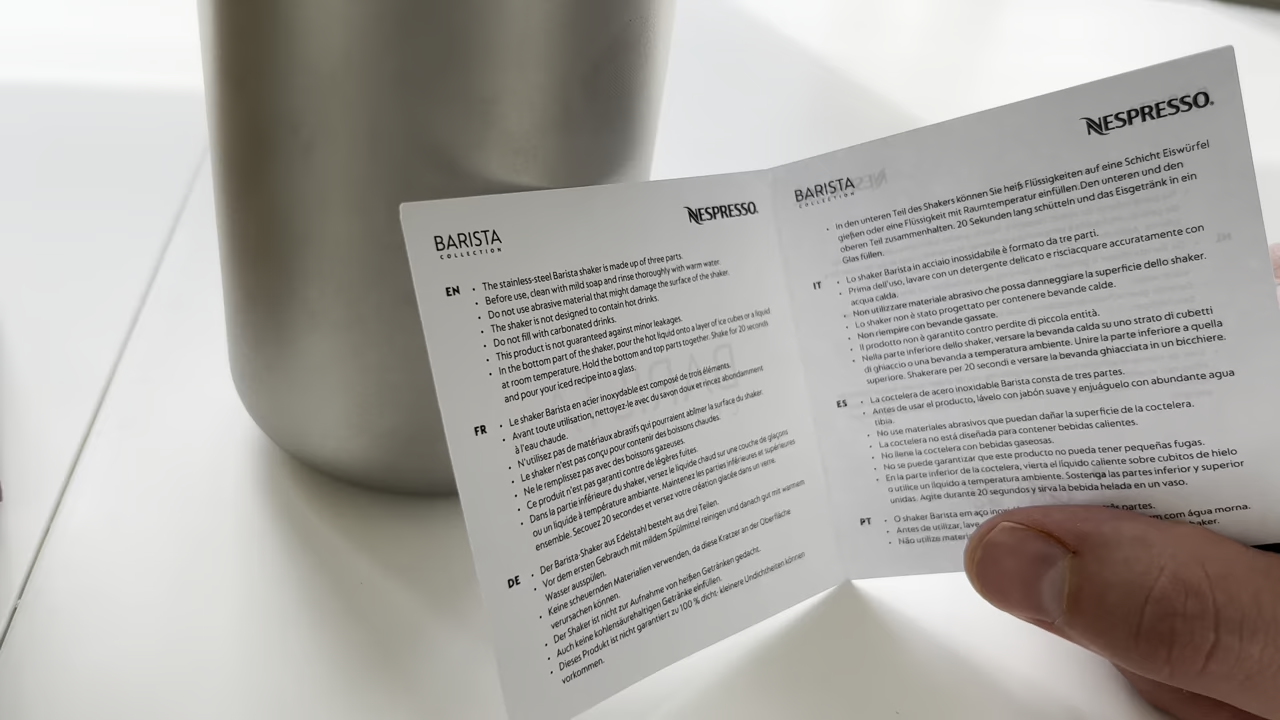 BARISTA
COLLECTION
NESPRESSO.
EN
• The stainless-steel Barista shaker is made up of three parts.
• Before use, clean with mild soap and rinse thoroughly with warm water.
• Do not use abrasive material that might damage the surface of the shaker.
• The shaker is not designed to contain hot drinks.
• Do not fill with carbonated drinks.
• This product is not guaranteed against minor leakages.
• In the bottom part of the shaker, pour the hot liquid onto a layer of ice cubes or a liquid
at room temperature. Hold the bottom and top parts together. Shake for 20 seconds
and pour your iced recipe into a glass.
FR
• Le shaker Barista en acier inoxydable est composé de trois éléments.
• Avant toute utilisation, nettoyez-le avec du savon doux et rincez abondamment
à l'eau chaude.
• N'utilisez pas de matériaux abrasifs qui pourraient abîmer la surface du shaker.
• Le shaker n'est pas conçu pour contenir des boissons chaudes.
• Ne le remplissez pas avec des boissons gazeuses.
• Ce produit n'est pas garanti contre de légères fuites.
• Dans la partie inférieure du shaker, versez le liquide chaud sur une couche de glaçons
ou un liquide à température ambiante. Maintenez les parties inférieures et supérieures
ensemble. Secouez 20 secondes et versez votre création glacée dans un verre.
DE
• Der Barista-Shaker aus Edelstahl besteht aus drei Teilen.
• Vor dem ersten Gebrauch mit mildem Spülmittel reinigen und danach gut mit warmem
Wasser ausspülen.
• Keine scheuernden Materialien verwenden, da diese Kratzer an der Oberfläche
verursachen können.
• Der Shaker ist nicht zur Aufnahme von heißen Getränken gedacht.
• Auch keine kohlensäurehaltigen Getränke einfüllen.
• Dieses Produkt ist nicht garantiert zu 100 % dicht: kleinere Undichtheiten können
vorkommen.
BARISTA
COLLECTION
NESPRESSO.
• In den unteren Teil des Shakers können Sie heiß Flüssigkeiten auf eine Schicht Eiswürfel
gießen oder eine Flüssigkeit mit Raumtemperatur einfüllen. Den unteren und den
oberen Teil zusammenhalten. 20 Sekunden lang schütteln und das Eisgetränk in ein
Glas füllen.
IT
• Lo shaker Barista in acciaio inossidabile è formato da tre parti.
• Prima dell'uso, lavare con un detergente delicato e risciacquare accuratamente con
acqua calda.
• Non utilizzare materiale abrasivo che possa danneggiare la superficie dello shaker.
• Lo shaker non è stato progettato per contenere bevande calde.
• Non riempire con bevande gassate.
• Il prodotto non è garantito contro perdite di piccola entità.
• Nella parte inferiore dello shaker, versare la bevanda calda su uno strato di cubetti
di ghiaccio o una bevanda a temperatura ambiente. Unire la parte inferiore a quella
superiore. Shakerare per 20 secondi e versare la bevanda ghiacciata in un bicchiere.
ES
• La coctelera de acero inoxidable Barista consta de tres partes.
• Antes de usar el producto, lávelo con jabón suave y enjuáguelo con abundante agua
tibia.
• No use materiales abrasivos que puedan dañar la superficie de la coctelera.
• La coctelera no está diseñada para contener bebidas calientes.
• No llene la coctelera con bebidas gaseosas.
• No se puede garantizar que este producto no pueda tener pequeñas fugas.
• En la parte inferior de la coctelera, vierta el líquido caliente sobre cubitos de hielo
o utilice un líquido a temperatura ambiente. Sostenga las partes inferior y superior
unidas. Agite durante 20 segundos y sirva la bebida helada en un vaso.
PT
• O shaker Barista em aço partes.
• Antes de utilizar, com água morna.
• Não utilize